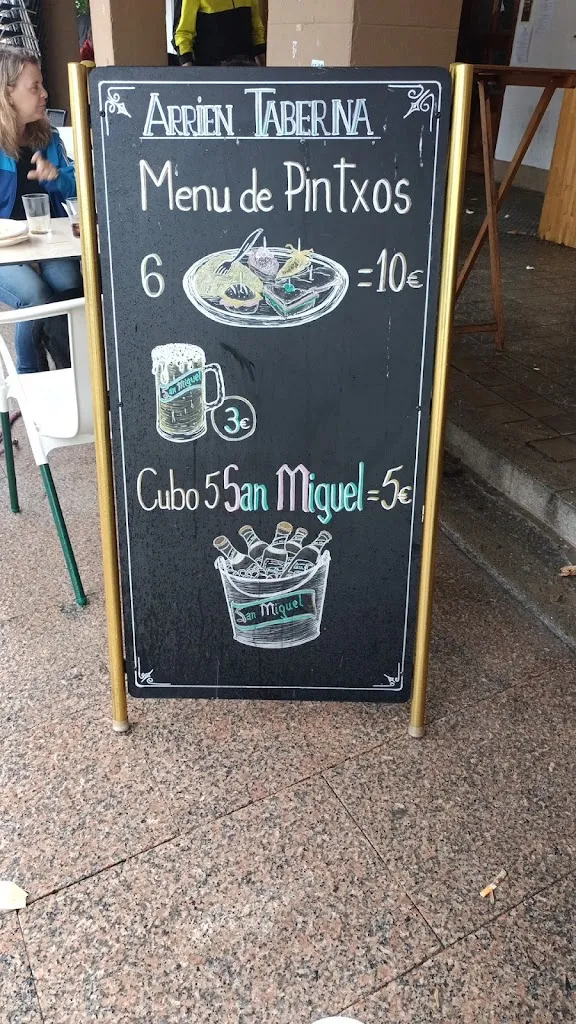 ARRIEN TABERNA
Menu de PinTxos
6 =10€
San Miguel
3€
Cubo 5 San Miguel =5€
San Miguel